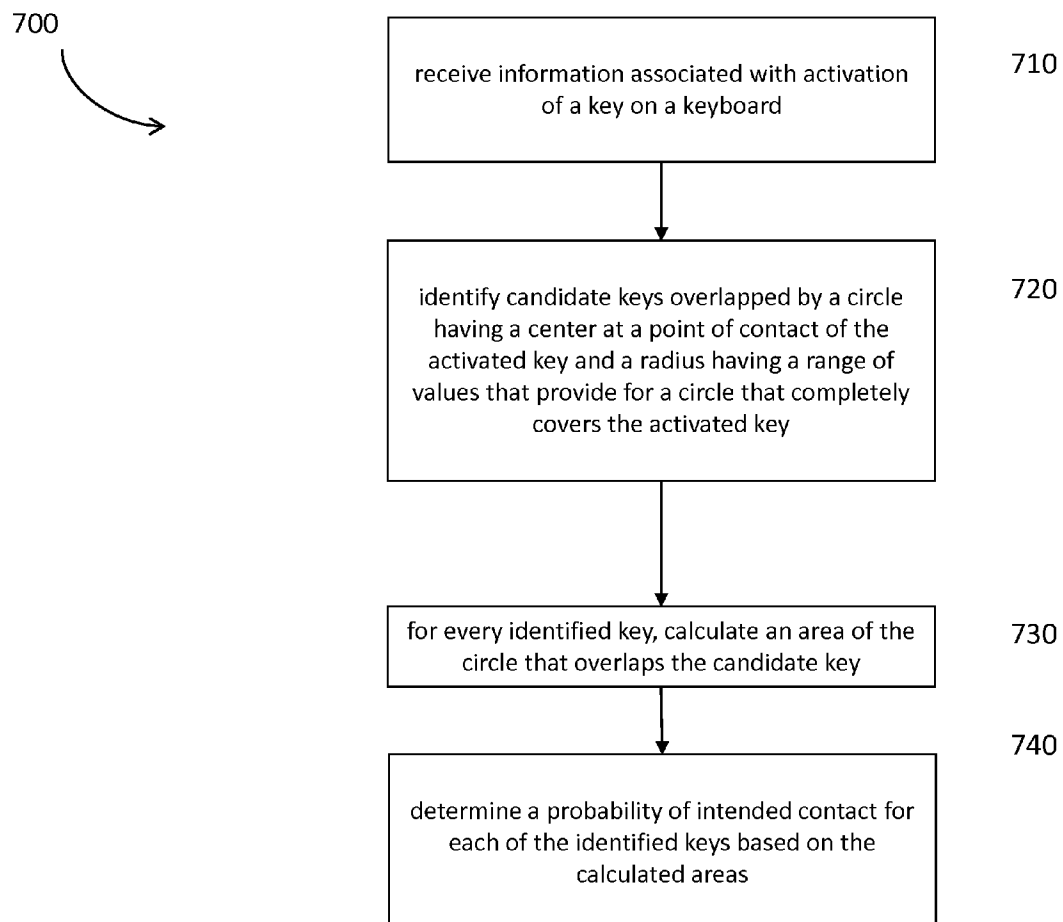 700
receive information associated with activation
of a key on a keyboard
710
identify candidate keys overlapped by a circle
having a center at a point of contact of the
activated key and a radius having a range of
values that provide for a circle that completely
covers the activated key
720
for every identified key, calculate an area of the
circle that overlaps the candidate key
730
determine a probability of intended contact for
each of the identified keys based on the
calculated areas
740